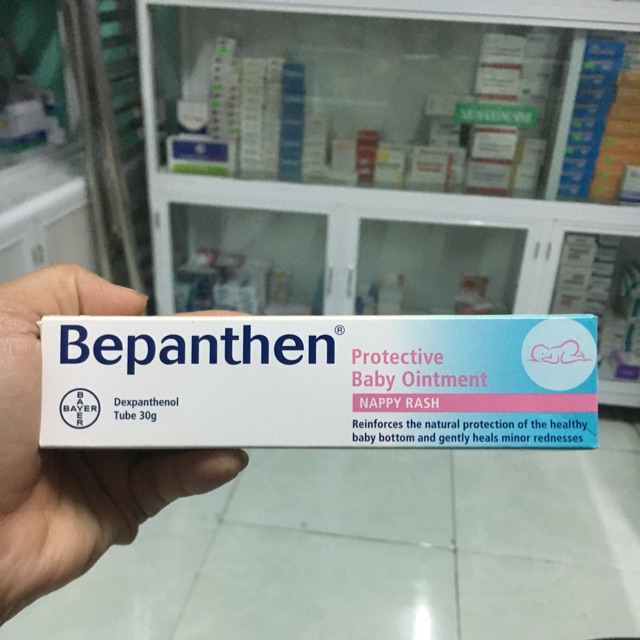 Bepanthen®
Protective
Baby Ointment
NAPPY RASH
Reinforces the natural protection of the healthy
baby bottom and gently heals minor rednesses
BAYER
BAYER
Dexpanthenol
Tube 30g